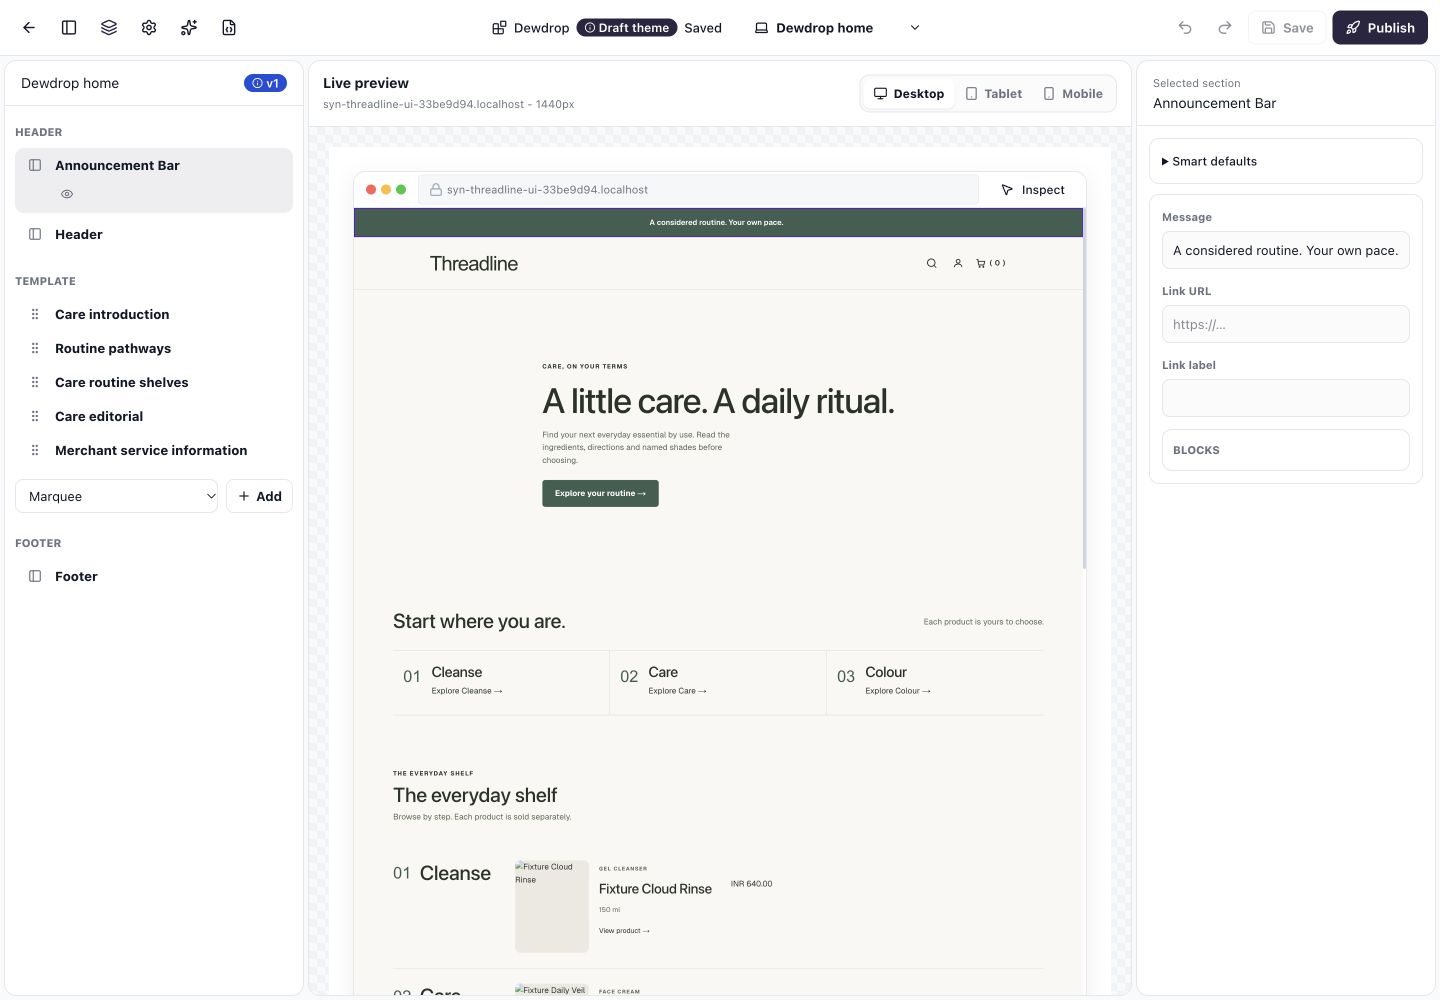 Dewdrop
Draft theme
Saved
Dewdrop home
Save
Publish
Dewdrop home
v1
HEADER
Announcement Bar
Header
TEMPLATE
Care introduction
Routine pathways
Care routine shelves
Care editorial
Merchant service information
Marquee
Add
FOOTER
Footer
Live preview
syn-threadline-ui-33be9d94.localhost - 1440px
Desktop
Tablet
Mobile
syn-threadline-ui-33be9d94.localhost
Inspect
A considered routine. Your own pace.
Threadline
(0)
CARE, ON YOUR TERMS
A little care. A daily ritual.
Find your next everyday essential by use. Read the
ingredients, directions and named shades before
choosing.
Explore your routine →
Start where you are.
Each product is yours to choose.
01 Cleanse
Explore Cleanse →
02 Care
Explore Care →
03 Colour
Explore Colour →
THE EVERYDAY SHELF
The everyday shelf
Browse by step. Each product is sold separately.
01 Cleanse
Fixture Cloud
Rinse
GEL CLEANSER
Fixture Cloud Rinse
INR 640.00
150 ml
View product →
02 Care
Fixture Daily Veil
FACE CREAM
Selected section
Announcement Bar
Smart defaults
Message
A considered routine. Your own pace.
Link URL
https://...
Link label
BLOCKS